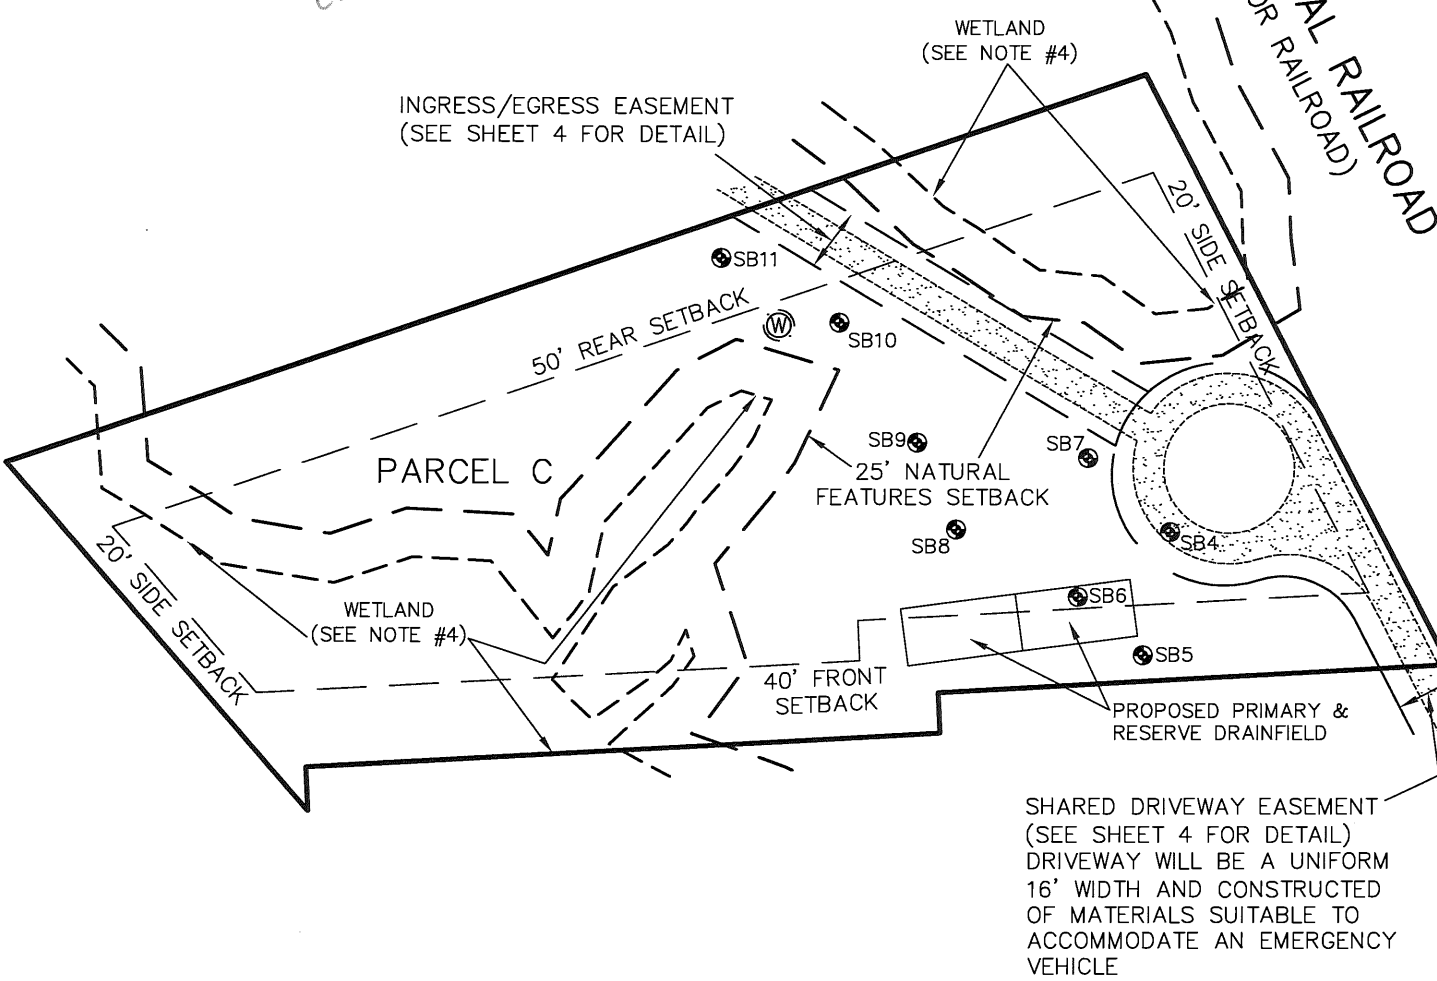 WETLAND
(SEE NOTE #4)
RAILROAD
OR RAILROAD)
INGRESS/EGRESS EASEMENT
(SEE SHEET 4 FOR DETAIL)
20' SIDE SETBACK
SB11
50' REAR SETBACK
W
SB10
SB9
SB7
PARCEL C
25' NATURAL
FEATURES SETBACK
SB8
SB4
20' SIDE SETBACK
WETLAND
(SEE NOTE #4)
SB6
SB5
40' FRONT
SETBACK
PROPOSED PRIMARY &
RESERVE DRAINFIELD
SHARED DRIVEWAY EASEMENT
(SEE SHEET 4 FOR DETAIL)
DRIVEWAY WILL BE A UNIFORM
16' WIDTH AND CONSTRUCTED
OF MATERIALS SUITABLE TO
ACCOMMODATE AN EMERGENCY
VEHICLE